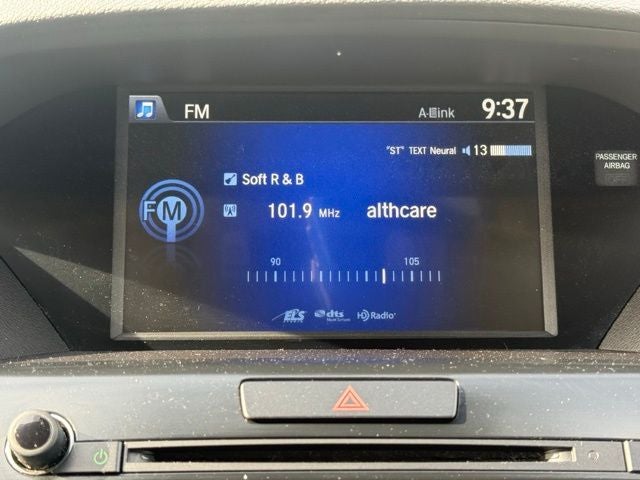 FM A-Link 9:37
"ST" TEXT Neural 13
PASSENGER
AIRBAG
Soft R & B
FM 101.9 MHz althcare
90 105
ELS dts HD Radio